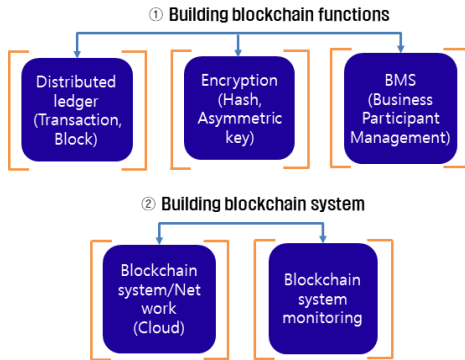 ① Building blockchain functions
Distributed
ledger
(Transaction,
Block)
Encryption
(Hash,
Asymmetric
key)
BMS
(Business
Participant
Management)
② Building blockchain system
Blockchain
system/Net
work
(Cloud)
Blockchain
system
monitoring